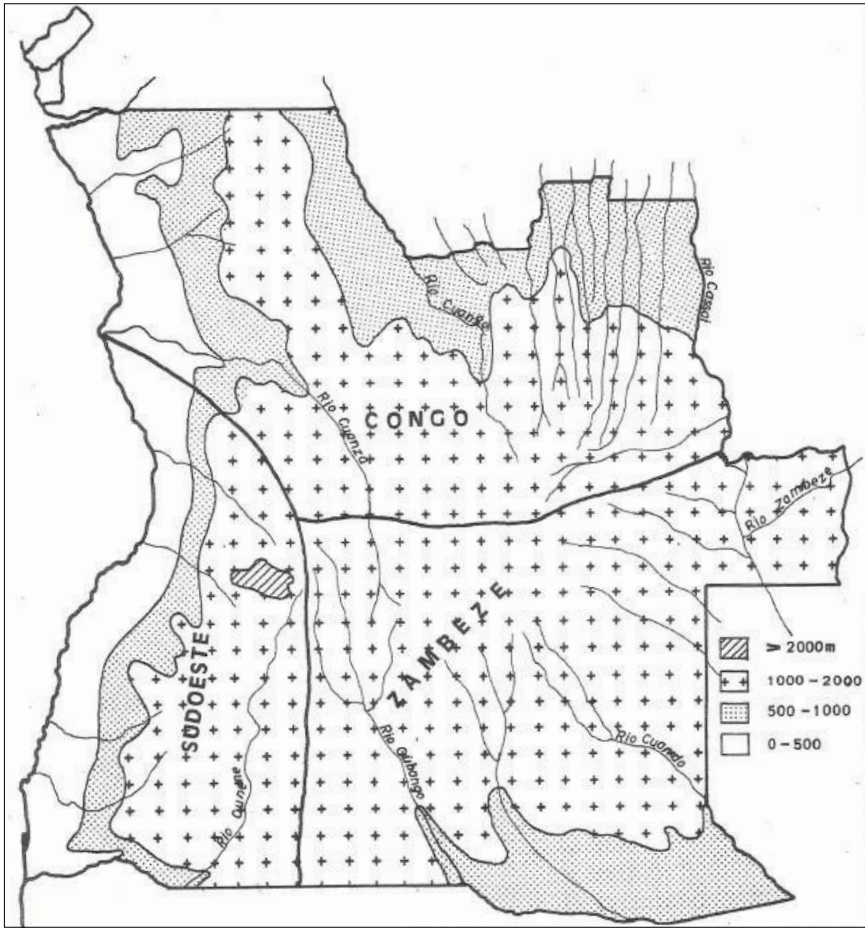 Rio Cuango
Rio Cassai
Rio Cuanza
CONGO
Rio Zambeze
ZAMBEZE
SUDOESTE
> 2000m
1000-2000
500-1000
0-500
Rio Cubango
Rio Cuando
Rio Cunene